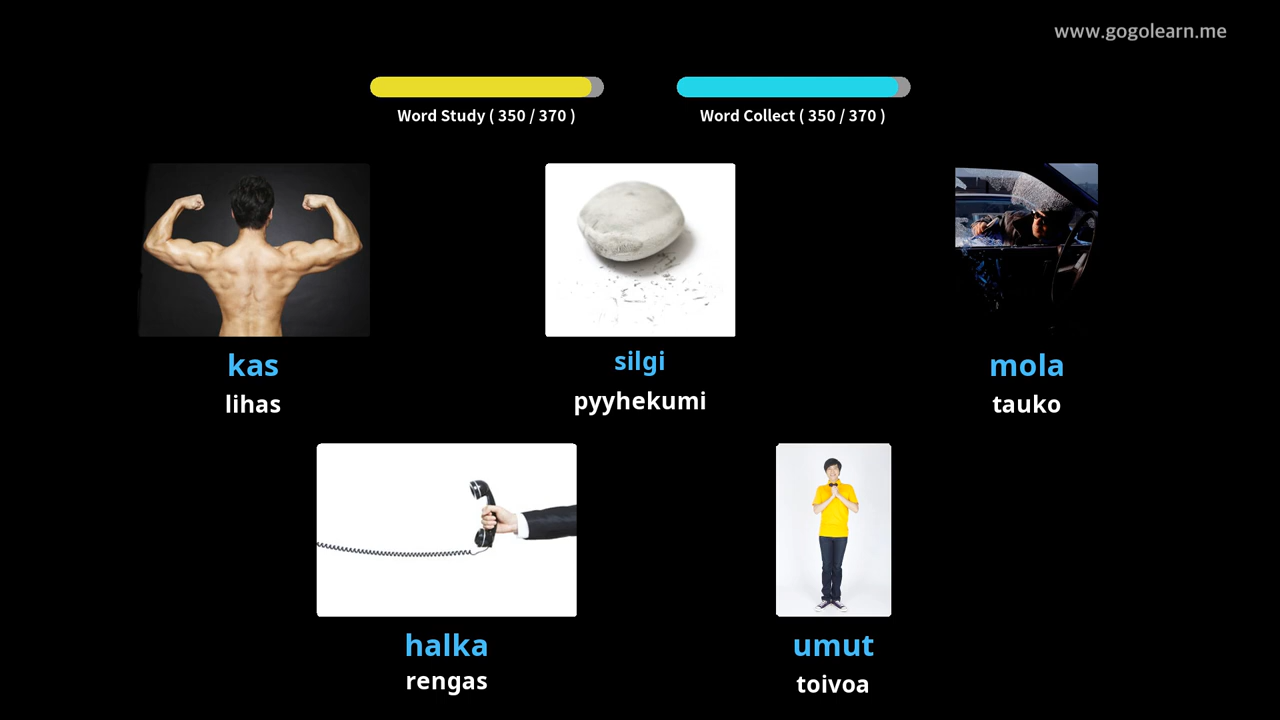 www.gogolearn.me
Word Study ( 350 / 370 )
Word Collect ( 350 / 370 )
kas
lihas
silgi
pyyhekumi
mola
tauko
halka
rengas
umut
toivoa